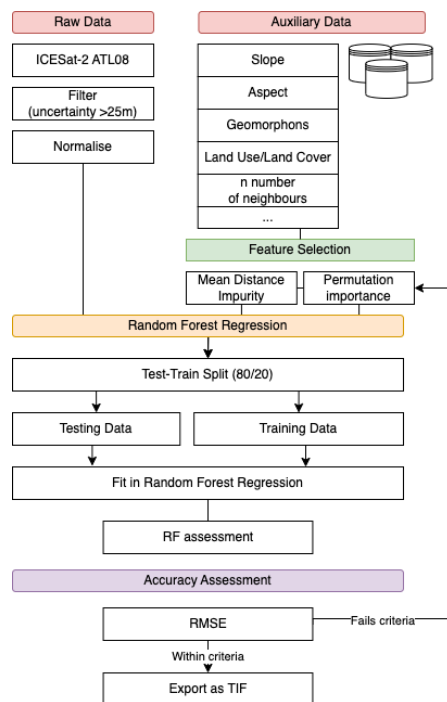 Raw Data
ICESat-2 ATL08
Filter
(uncertainty >25m)
Normalise
Auxiliary Data
Slope
Aspect
Geomorphons
Land Use/Land Cover
n number
of neighbours
...
Feature Selection
Mean Distance
Impurity
Permutation
importance
Random Forest Regression
Test-Train Split (80/20)
Testing Data
Training Data
Fit in Random Forest Regression
RF assessment
Accuracy Assessment
RMSE
Fails criteria
Within criteria
Export as TIF